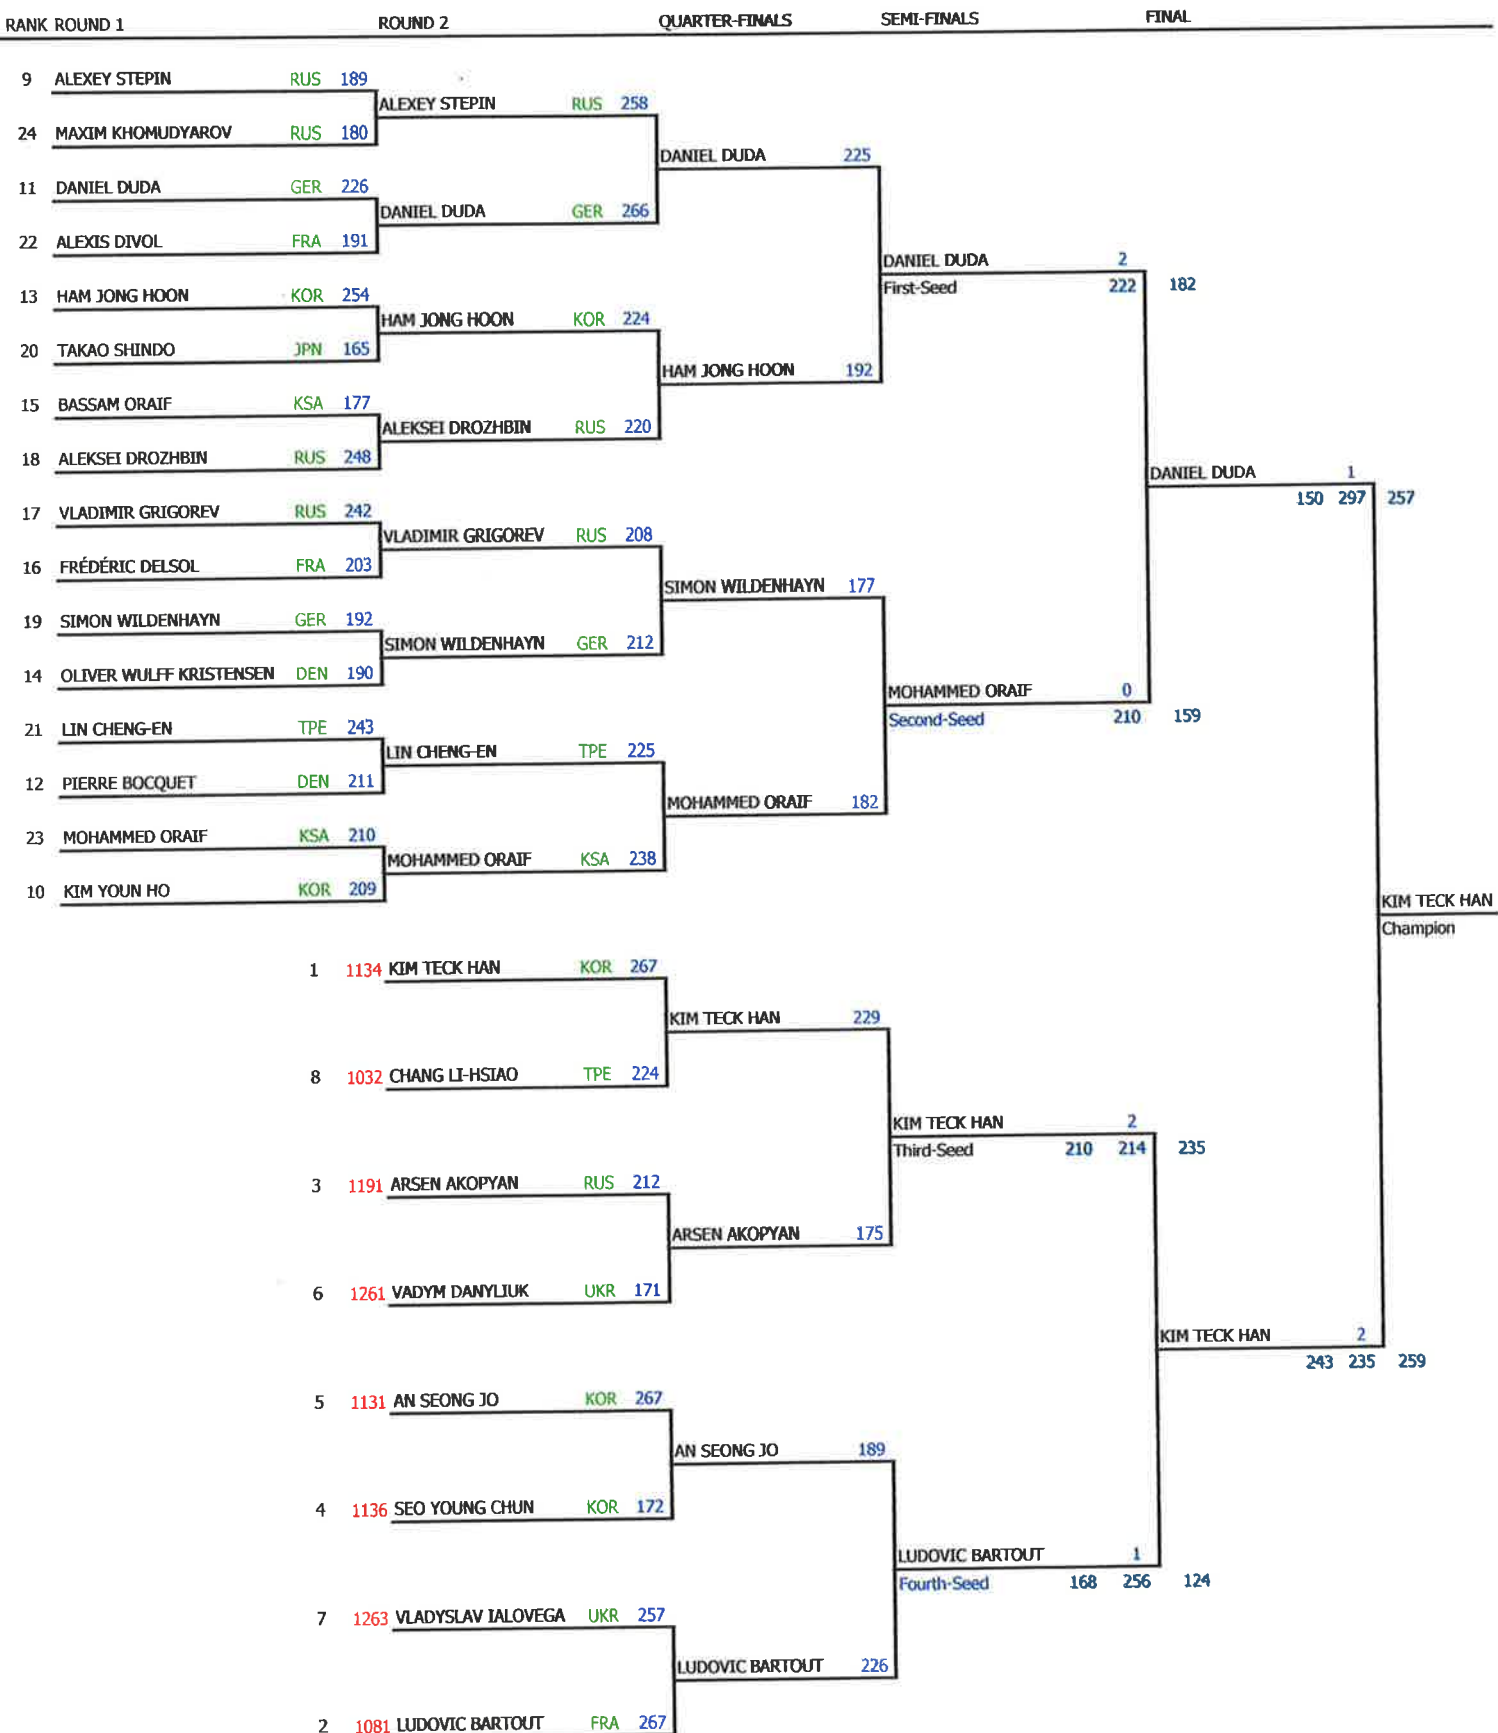 RANK ROUND 1 ROUND 2 QUARTER-FINALS SEMI-FINALS FINAL
9 ALEXEY STEPIN RUS 189
ALEXEY STEPIN RUS 258
24 MAXIM KHOMUDYAROV RUS 180
DANIEL DUDA 225
11 DANIEL DUDA GER 226
DANIEL DUDA GER 266
22 ALEXIS DIVOL FRA 191
DANIEL DUDA 2
First-Seed 222 182
13 HAM JONG HOON KOR 254
HAM JONG HOON KOR 224
20 TAKAO SHINDO JPN 165
HAM JONG HOON 192
15 BASSAM ORAIF KSA 177
ALEKSEI DROZHBIN RUS 220
18 ALEKSEI DROZHBIN RUS 248
DANIEL DUDA 1
150 297 257
17 VLADIMIR GRIGOREV RUS 242
VLADIMIR GRIGOREV RUS 208
16 FRÉDÉRIC DELSOL FRA 203
SIMON WILDENHAYN 177
19 SIMON WILDENHAYN GER 192
SIMON WILDENHAYN GER 212
14 OLIVER WULFF KRISTENSEN DEN 190
MOHAMMED ORAIF 0
Second-Seed 210 159
21 LIN CHENG-EN TPE 243
LIN CHENG-EN TPE 225
12 PIERRE BOCQUET DEN 211
MOHAMMED ORAIF 182
23 MOHAMMED ORAIF KSA 210
MOHAMMED ORAIF KSA 238
10 KIM YOUN HO KOR 209
KIM TECK HAN
Champion
1 1134 KIM TECK HAN KOR 267
KIM TECK HAN 229
8 1032 CHANG LI-HSIAO TPE 224
KIM TECK HAN 2
Third-Seed 210 214 235
3 1191 ARSEN AKOPYAN RUS 212
ARSEN AKOPYAN 175
6 1261 VADYM DANYLIUK UKR 171
KIM TECK HAN 2
243 235 259
5 1131 AN SEONG JO KOR 267
AN SEONG JO 189
4 1136 SEO YOUNG CHUN KOR 172
LUDOVIC BARTOUT 1
Fourth-Seed 168 256 124
7 1263 VLADYSLAV IALOVEGA UKR 257
LUDOVIC BARTOUT 226
2 1081 LUDOVIC BARTOUT FRA 267